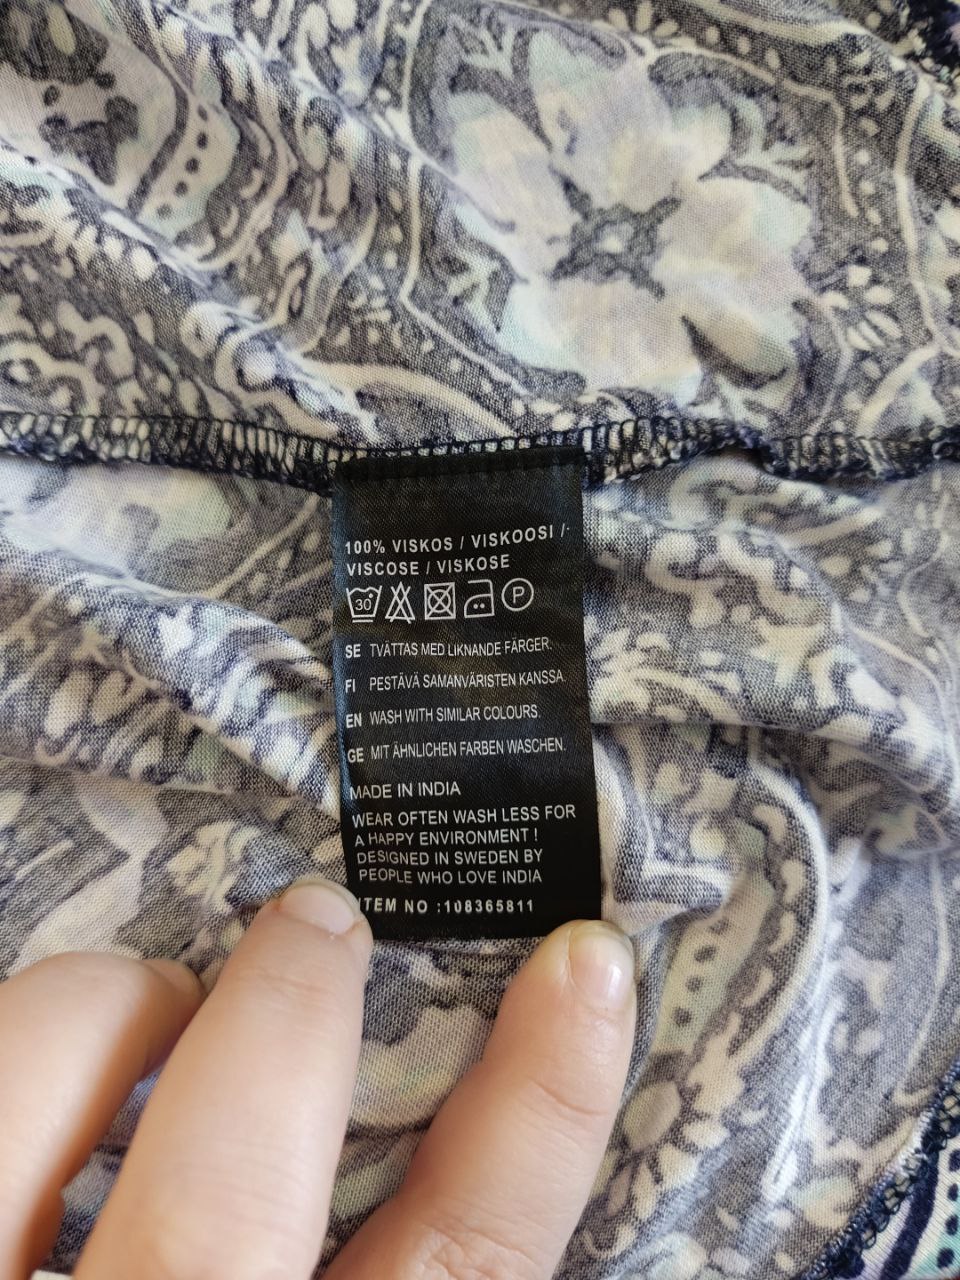 100% VISKOS / VISKOOSI /
VISCOSE / VISKOSE
30 P
SE TVÄTTAS MED LIKNANDE FÄRGER.
FI PESTÄVÄ SAMANVÄRISTEN KANSSA.
EN WASH WITH SIMILAR COLOURS.
GE MIT ÄHNLICHEN FARBEN WASCHEN.
MADE IN INDIA
WEAR OFTEN WASH LESS FOR
A HAPPY ENVIRONMENT !
DESIGNED IN SWEDEN BY
PEOPLE WHO LOVE INDIA
ITEM NO :108365811